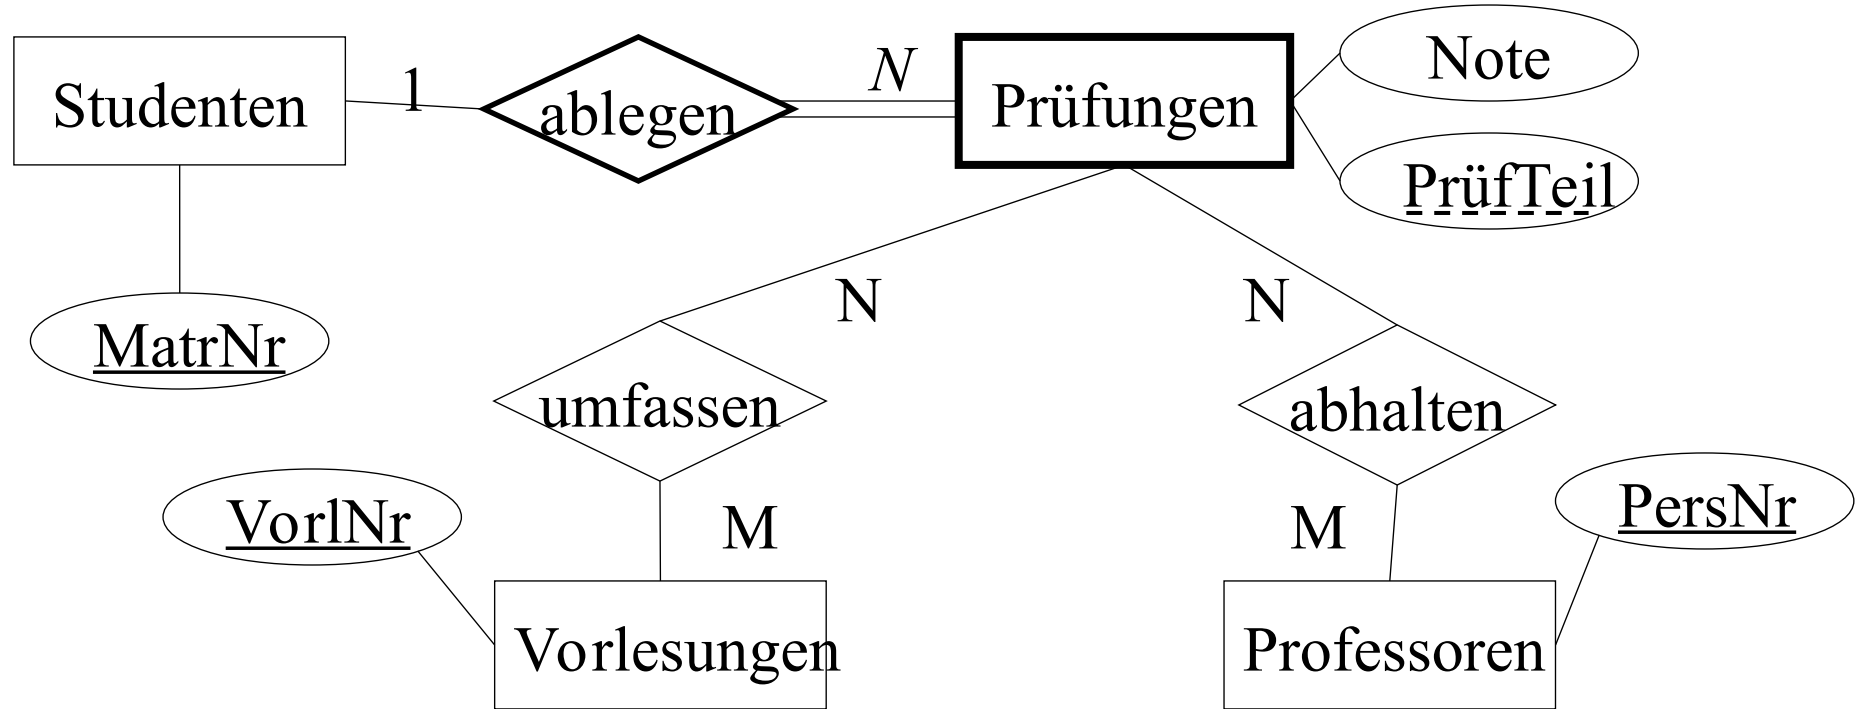 Studenten
1
ablegen
N
Prüfungen
Note
PrüfTeil
MatrNr
N
N
umfassen
abhalten
VorlNr
M
M
PersNr
Vorlesungen
Professoren